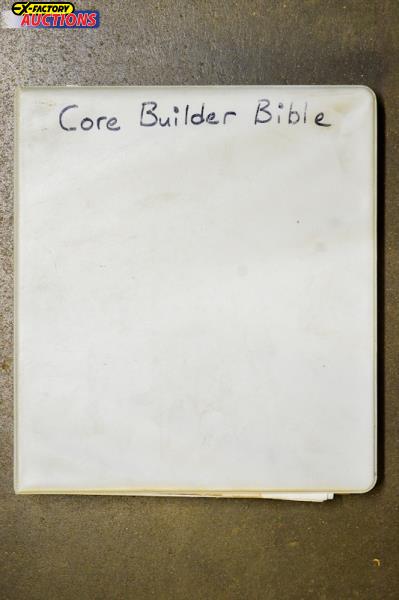 EX-FACTORY
AUCTIONS
Core Builder Bible